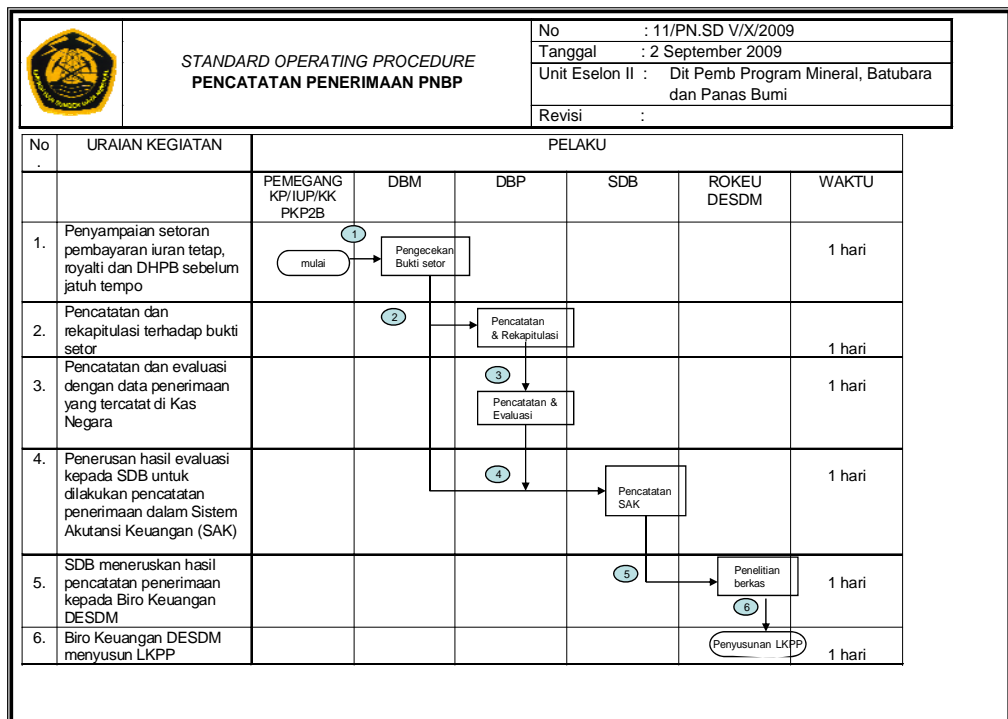 STANDARD OPERATING PROCEDURE
PENCATATAN PENERIMAAN PNBP
No : 11/PN.SD V/X/2009
Tanggal : 2 September 2009
Unit Eselon II : Dit Pemb Program Mineral, Batubara
dan Panas Bumi
Revisi :
No
.
URAIAN KEGIATAN
PELAKU
PEMEGANG
KP/IUP/KK
PKP2B
DBM
DBP
SDB
ROKEU
DESDM
WAKTU
1.
Penyampaian setoran
pembayaran iuran tetap,
royalti dan DHPB sebelum
jatuh tempo
mulai
1
Pengecekan
Bukti setor
1 hari
2.
Pencatatan dan
rekapitulasi terhadap bukti
setor
2
Pencatatan
& Rekapitulasi
1 hari
3.
Pencatatan dan evaluasi
dengan data penerimaan
yang tercatat di Kas
Negara
3
Pencatatan &
Evaluasi
1 hari
4.
Penerusan hasil evaluasi
kepada SDB untuk
dilakukan pencatatan
penerimaan dalam Sistem
Akutansi Keuangan (SAK)
4
Pencatatan
SAK
1 hari
5.
SDB meneruskan hasil
pencatatan penerimaan
kepada Biro Keuangan
DESDM
5
Penelitian
berkas
1 hari
6.
Biro Keuangan DESDM
menyusun LKPP
6
Penyusunan LKPP
1 hari